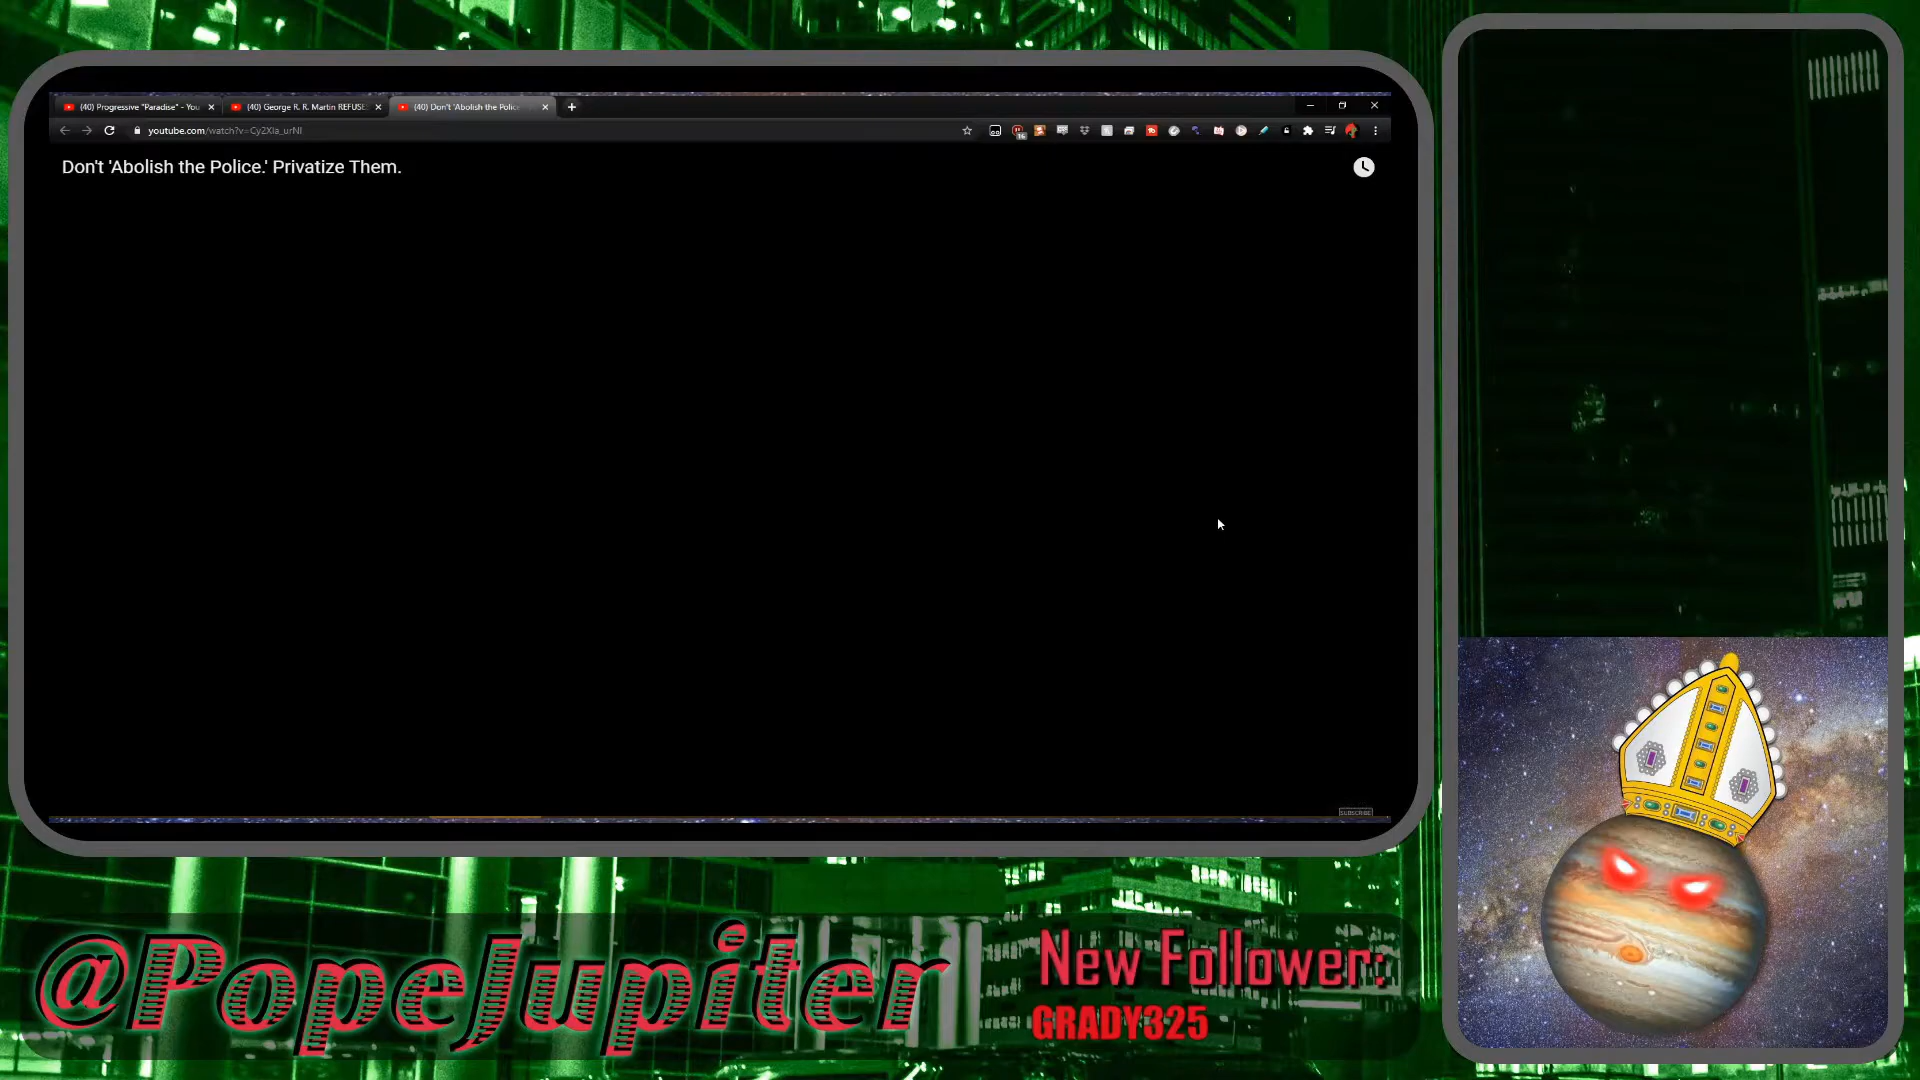 (40) Progressive "Paradise" - You
(40) George R. R. Martin REFUSE
(40) Don't 'Abolish the Police
youtube.com/watch?v=Cy2Xla_urNI
Don't 'Abolish the Police.' Privatize Them.
SUBSCRIBE
@PopeJupiter
New Follower:
GRADY325